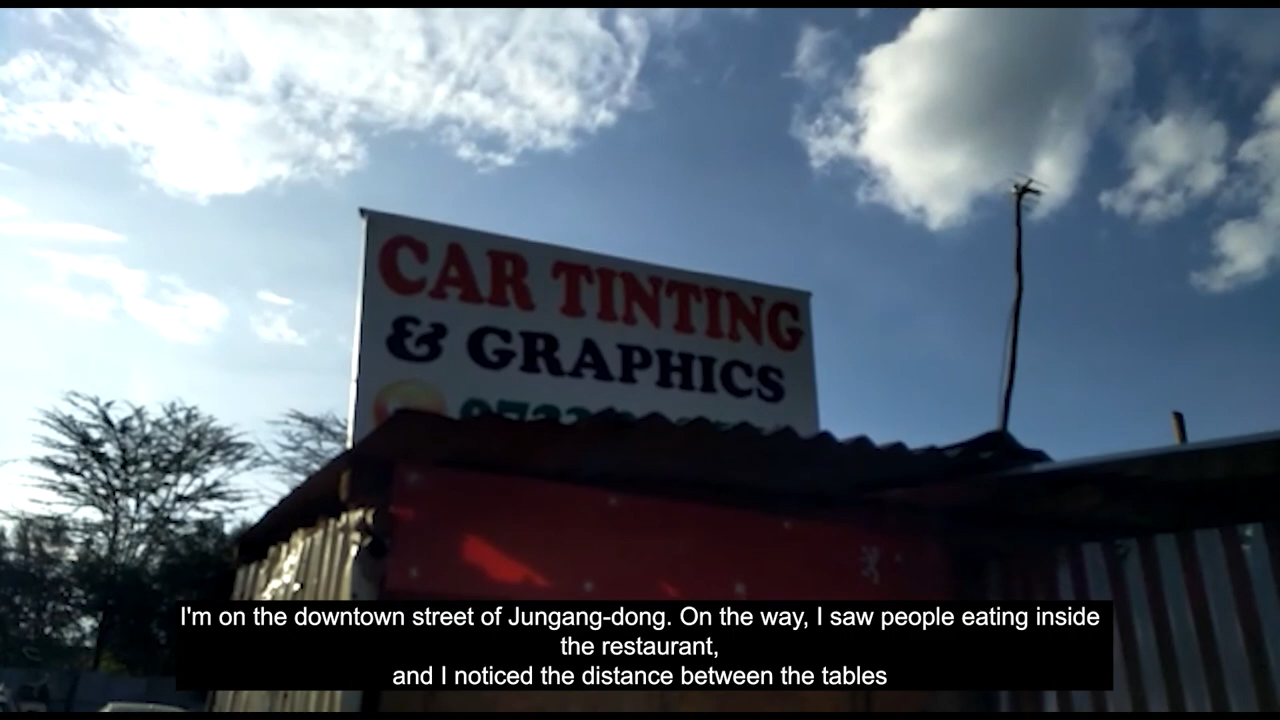 CAR TINTING
& GRAPHICS
I'm on the downtown street of Jungang-dong. On the way, I saw people eating inside
the restaurant,
and I noticed the distance between the tables